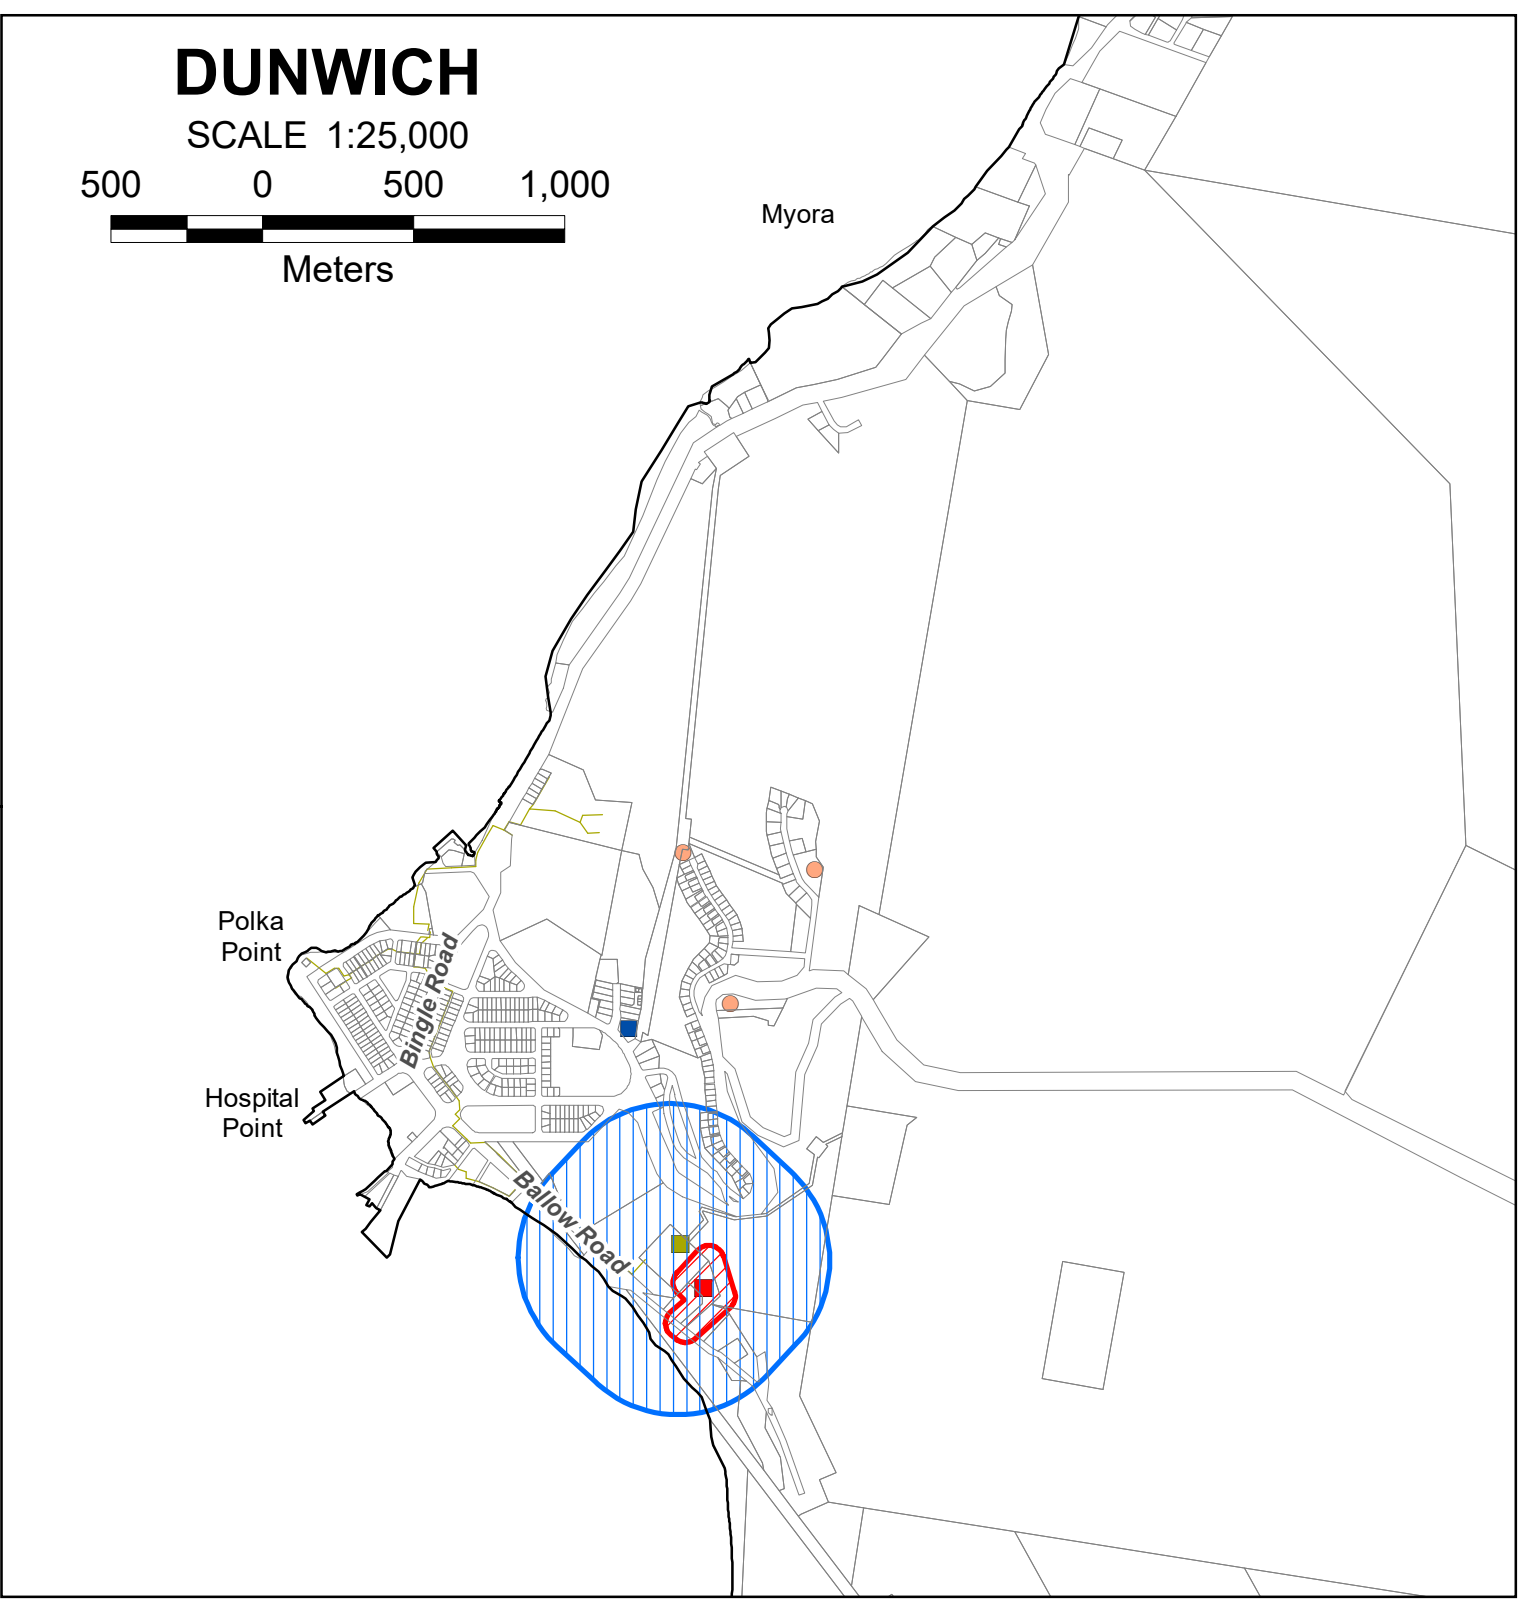 DUNWICH
SCALE 1:25,000
500 0 500 1,000
Meters
Myora
Polka
Point
Bingle Road
Hospital
Point
Ballow Road